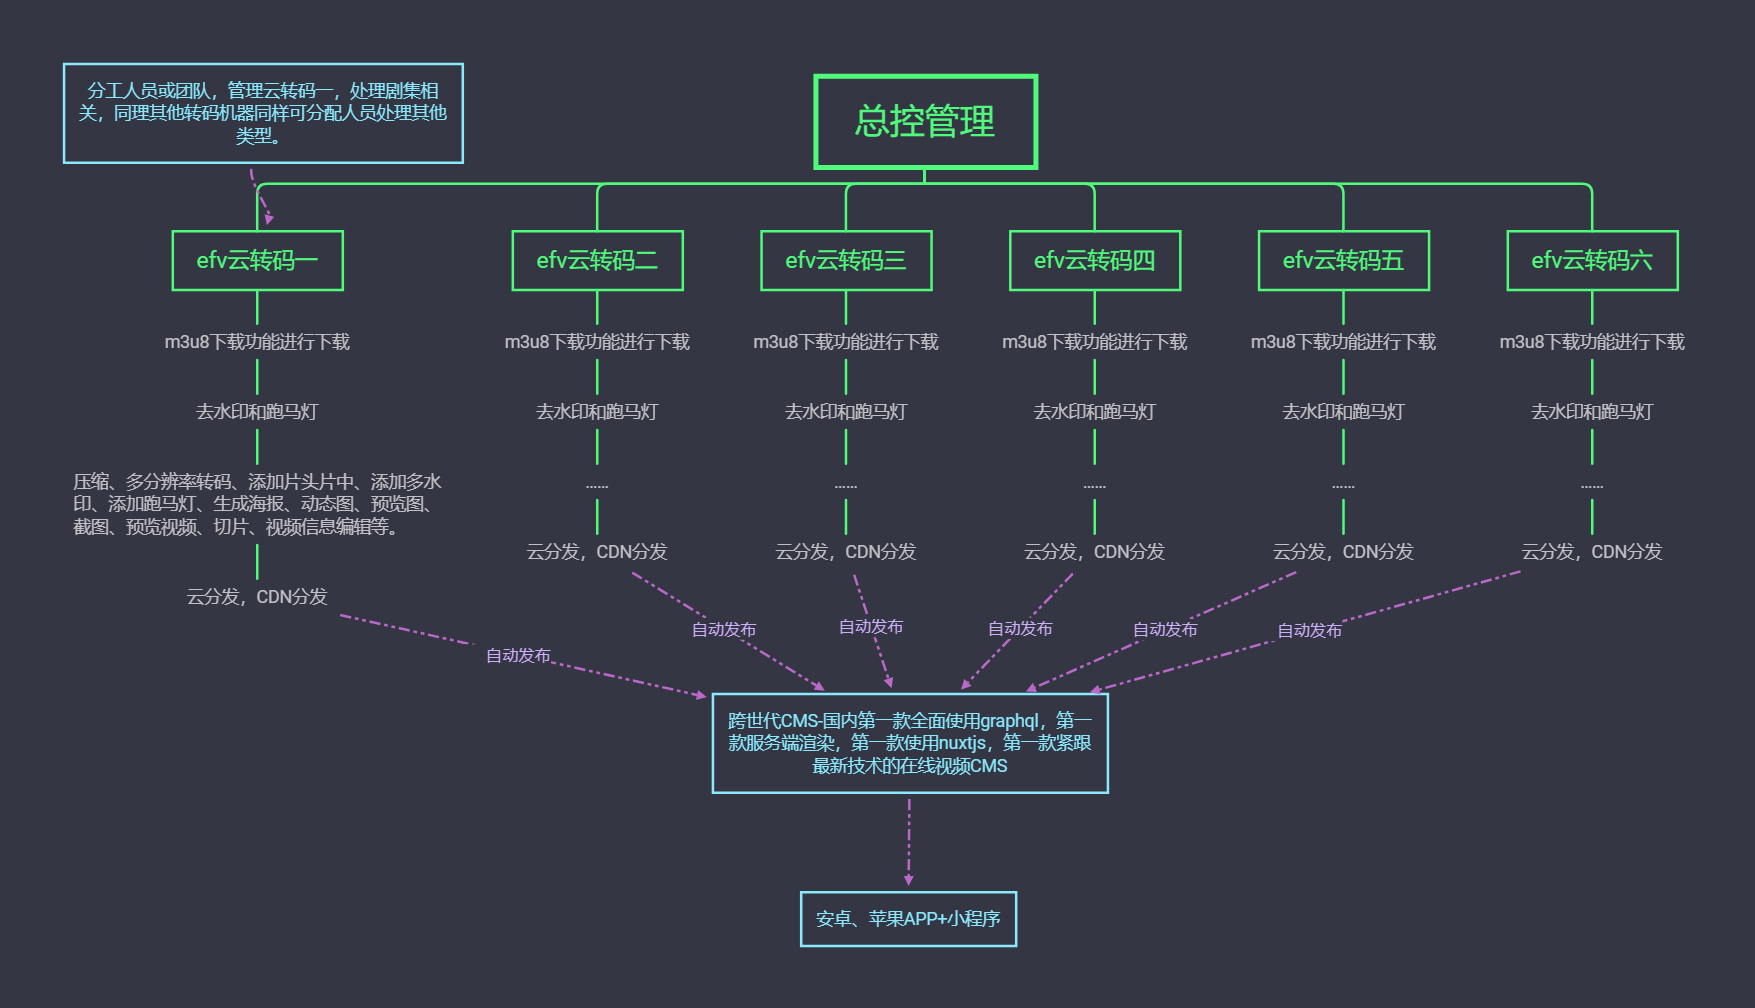 分工人员或团队，管理云转码一，处理剧集相
关，同理其他转码机器同样可分配人员处理其他
类型。
总控管理
efv云转码一
efv云转码二
efv云转码三
efv云转码四
efv云转码五
efv云转码六
m3u8下载功能进行下载
m3u8下载功能进行下载
m3u8下载功能进行下载
m3u8下载功能进行下载
m3u8下载功能进行下载
m3u8下载功能进行下载
去水印和跑马灯
去水印和跑马灯
去水印和跑马灯
去水印和跑马灯
去水印和跑马灯
去水印和跑马灯
压缩、多分辨率转码、添加片头片中、添加多水
印、添加跑马灯、生成海报、动态图、预览图、
截图、预览视频、切片、视频信息编辑等。
......
......
......
......
......
云分发，CDN分发
云分发，CDN分发
云分发，CDN分发
云分发，CDN分发
云分发，CDN分发
云分发，CDN分发
自动发布
自动发布
自动发布
自动发布
自动发布
自动发布
跨世代CMS-国内第一款全面使用graphql，第一
款服务端渲染，第一款使用nuxtjs，第一款紧跟
最新技术的在线视频CMS
安卓、苹果APP+小程序